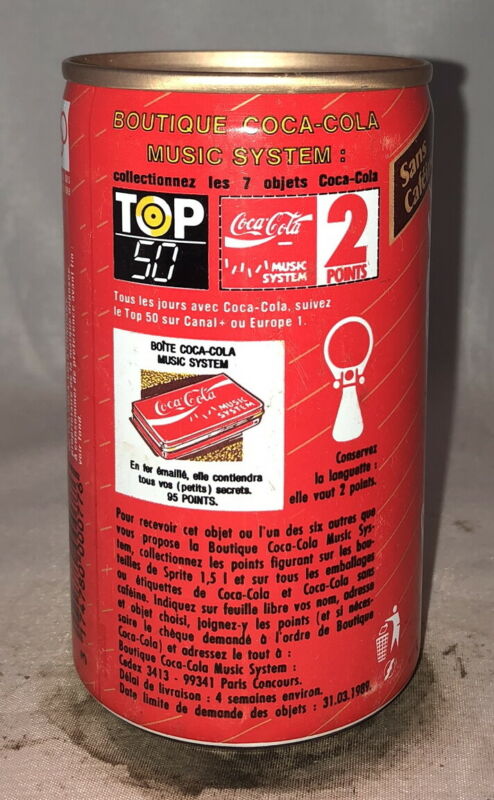 BOUTIQUE COCA-COLA
MUSIC SYSTEM :
collectionnez les 7 objets Coca-Cola
Sans
Caféine
TOP
50
Coca-Cola
MUSIC
SYSTEM
2
POINTS
Tous les jours avec Coca-Cola, suivez
le Top 50 sur Canal+ ou Europe 1.
BOÎTE COCA-COLA
MUSIC SYSTEM
Coca-Cola
MUSIC
SYSTEM
En fer émaillé, elle contiendra
tous vos (petits) secrets.
95 POINTS.
Conservez
la languette :
elle vaut 2 points.
Pour recevoir cet objet ou l'un des six autres que
vous propose la Boutique Coca-Cola Music Sys-
tem, collectionnez les points figurant sur les bou-
teilles de Sprite 1,5 l et sur tous les emballages
ou étiquettes de Coca-Cola et Coca-Cola sans
caféine. Indiquez sur feuille libre vos nom, adresse
et objet choisi, joignez-y les points (et si néces-
saire le chèque demandé à l'ordre de Boutique
Coca-Cola) et adressez le tout à :
Boutique Coca-Cola Music System :
Cedex 3413 - 99341 Paris Concours.
Délai de livraison : 4 semaines environ.
Date limite de demande des objets : 31.03.1989.